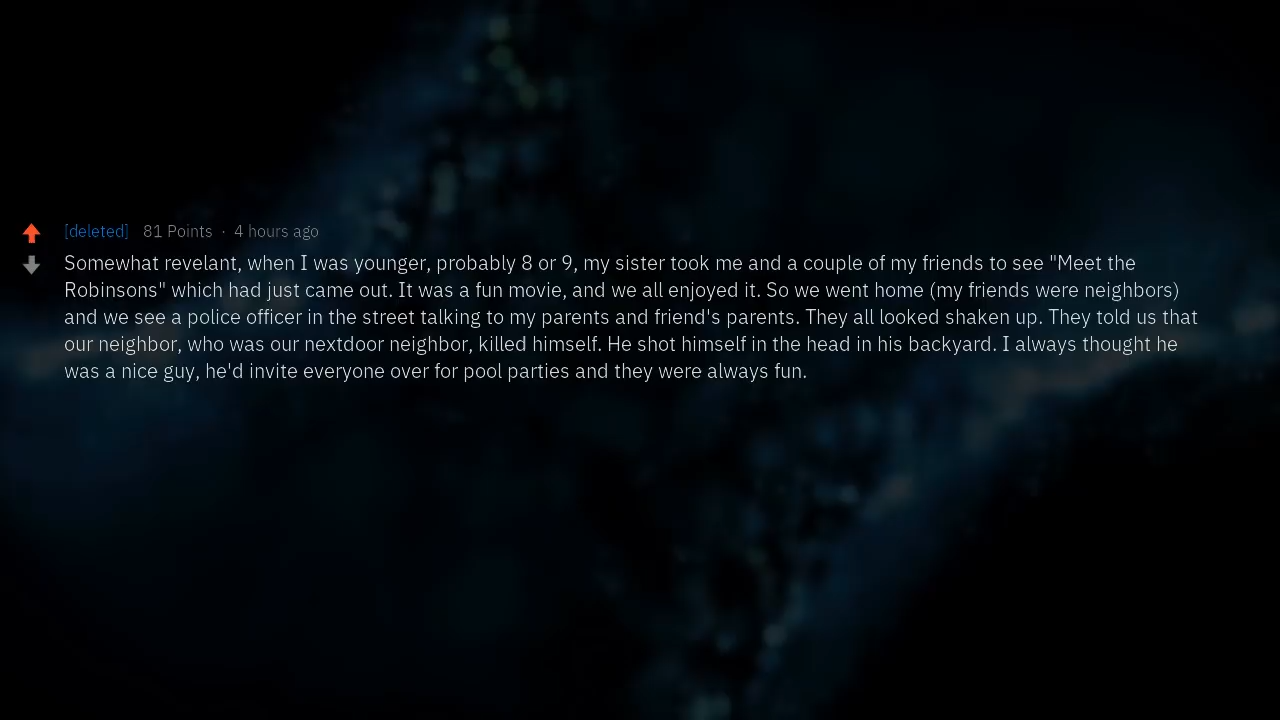 [deleted] 81 Points · 4 hours ago
Somewhat revelant, when I was younger, probably 8 or 9, my sister took me and a couple of my friends to see "Meet the
Robinsons" which had just came out. It was a fun movie, and we all enjoyed it. So we went home (my friends were neighbors)
and we see a police officer in the street talking to my parents and friend's parents. They all looked shaken up. They told us that
our neighbor, who was our nextdoor neighbor, killed himself. He shot himself in the head in his backyard. I always thought he
was a nice guy, he'd invite everyone over for pool parties and they were always fun.